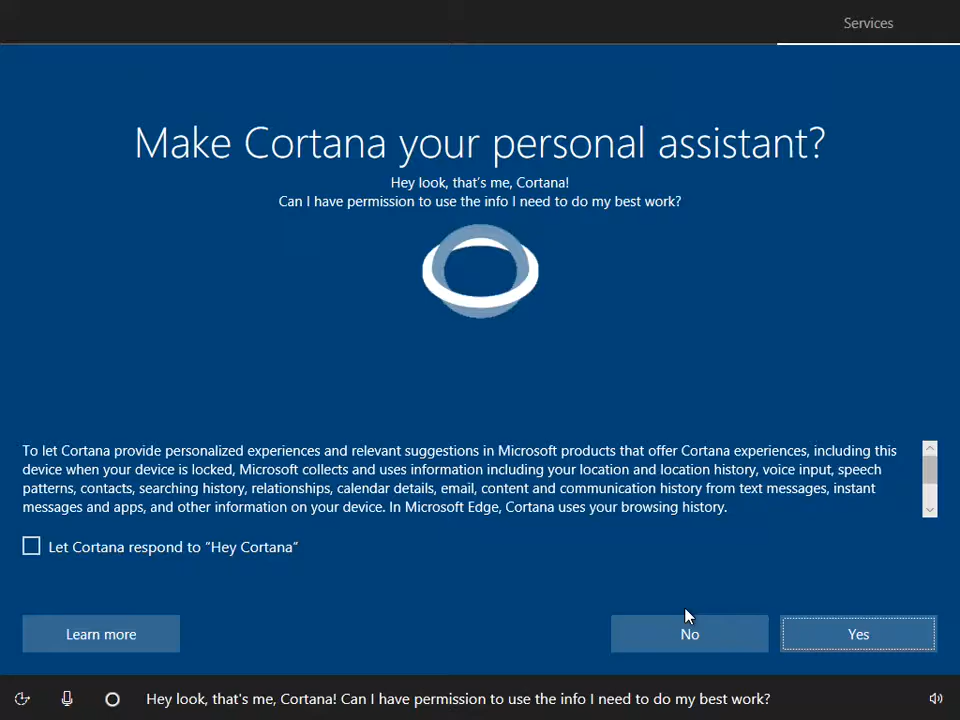 Services
Make Cortana your personal assistant?
Hey look, that's me, Cortana!
Can I have permission to use the info I need to do my best work?
To let Cortana provide personalized experiences and relevant suggestions in Microsoft products that offer Cortana experiences, including this
device when your device is locked, Microsoft collects and uses information including your location and location history, voice input, speech
patterns, contacts, searching history, relationships, calendar details, email, content and communication history from text messages, instant
messages and apps, and other information on your device. In Microsoft Edge, Cortana uses your browsing history.
Let Cortana respond to "Hey Cortana"
Learn more
No
Yes
Hey look, that's me, Cortana! Can I have permission to use the info I need to do my best work?